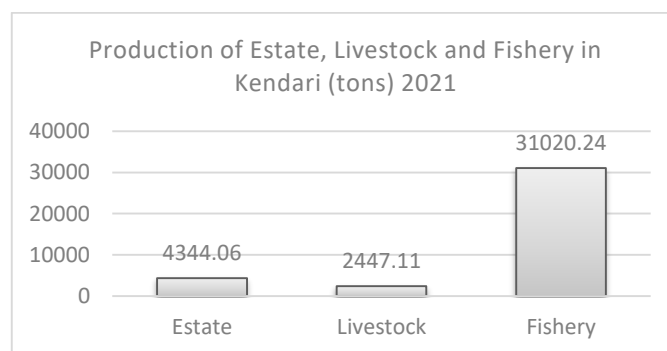 Production of Estate, Livestock and Fishery in
Kendari (tons) 2021
40000
30000
20000
10000
0
4344.06
2447.11
31020.24
Estate
Livestock
Fishery